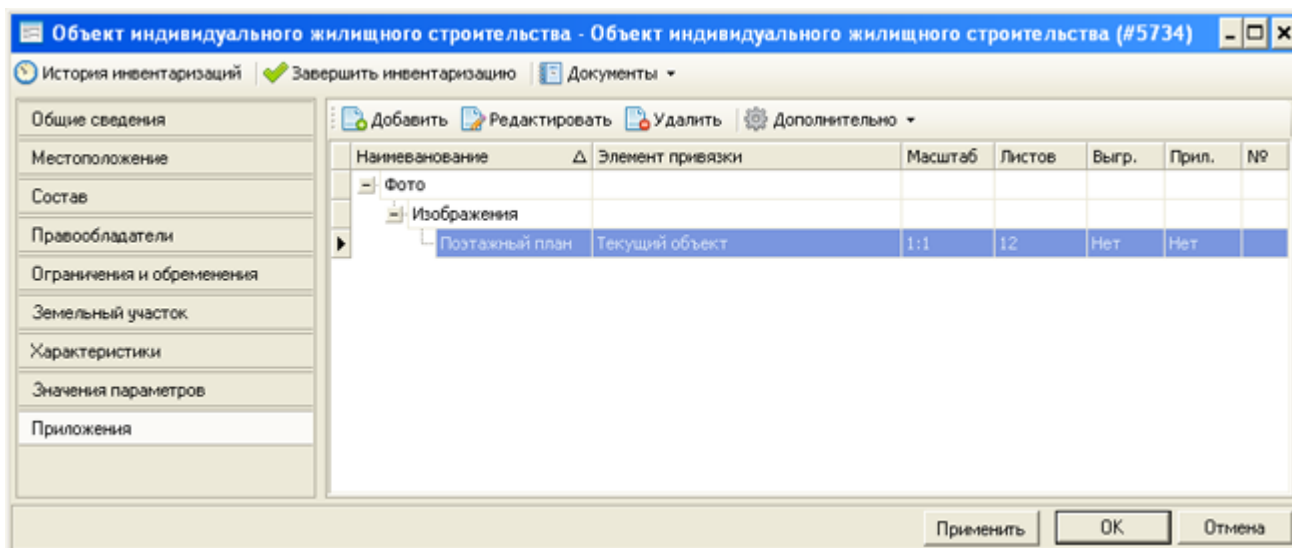 Объект индивидуального жилищного строительства - Объект индивидуального жилищного строительства (#5734)
История инвентаризаций Завершить инвентаризацию Документы
Общие сведения
Местоположение
Состав
Правообладатели
Ограничения и обременения
Земельный участок
Характеристики
Значения параметров
Приложения
Добавить Редактировать Удалить Дополнительно
Наимеванование Элемент привязки Масштаб Листов Выгр. Прил. №
Фото
Изображения
Поэтажный план Текущий объект 1:1 12 Нет Нет
Применить OK Отмена